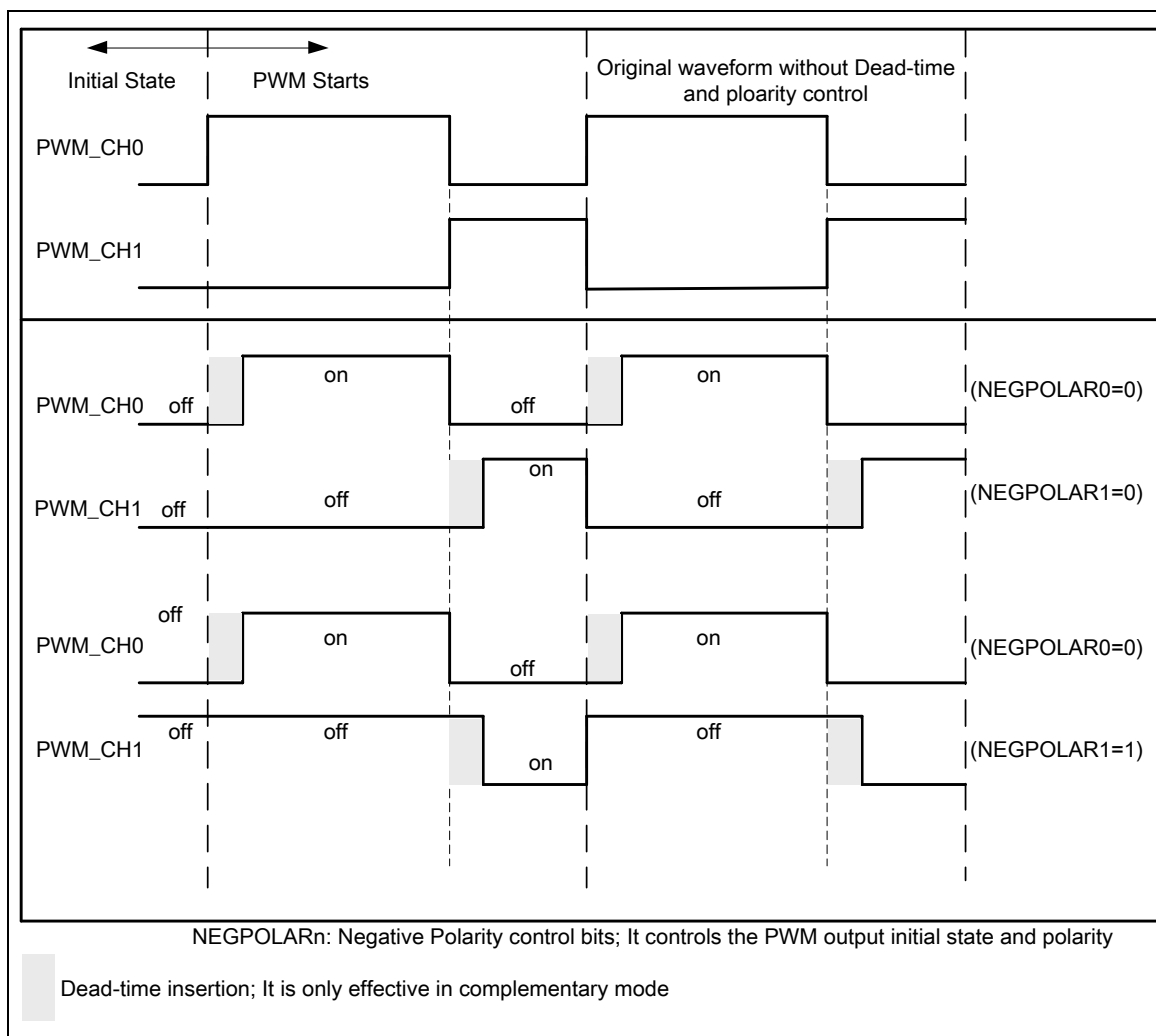 Initial State
PWM Starts
Original waveform without Dead-time
and ploarity control
PWM_CH0
PWM_CH1
on
on
PWM_CH0
off
off
(NEGPOLAR0=0)
on
PWM_CH1
off
off
off
(NEGPOLAR1=0)
off
PWM_CH0
on
on
off
(NEGPOLAR0=0)
off
off
off
PWM_CH1
on
(NEGPOLAR1=1)
NEGPOLARn: Negative Polarity control bits; It controls the PWM output initial state and polarity
Dead-time insertion; It is only effective in complementary mode